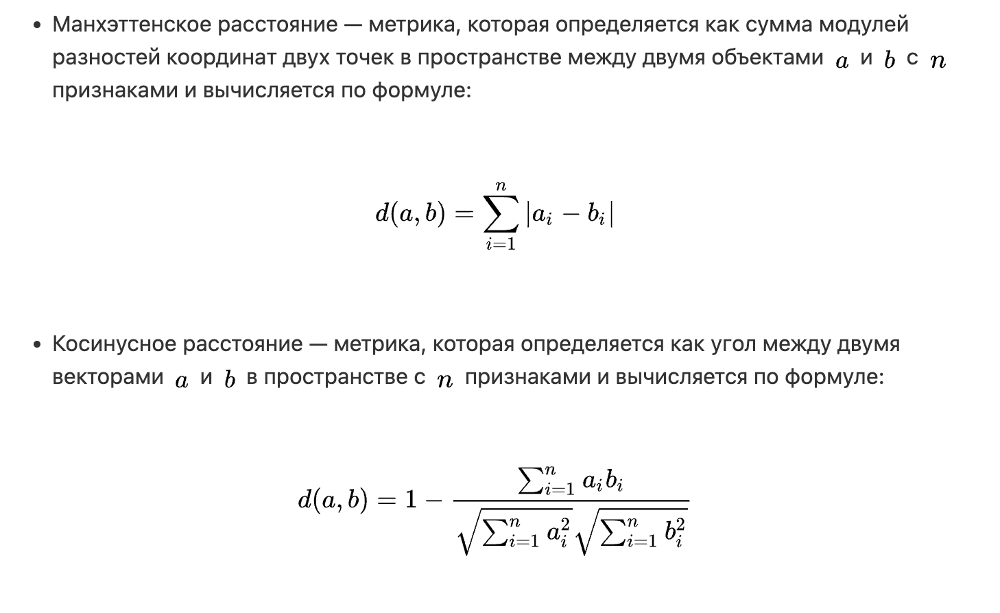 • Манхэттенское расстояние — метрика, которая определяется как сумма модулей
разностей координат двух точек в пространстве между двумя объектами a и b с n
признаками и вычисляется по формуле:
d(a, b) = \sum_{i=1}^{n} |a_i - b_i|
• Косинусное расстояние — метрика, которая определяется как угол между двумя
векторами a и b в пространстве с n признаками и вычисляется по формуле:
d(a, b) = 1 - \frac{\sum_{i=1}^{n} a_i b_i}{\sqrt{\sum_{i=1}^{n} a_i^2} \sqrt{\sum_{i=1}^{n} b_i^2}}